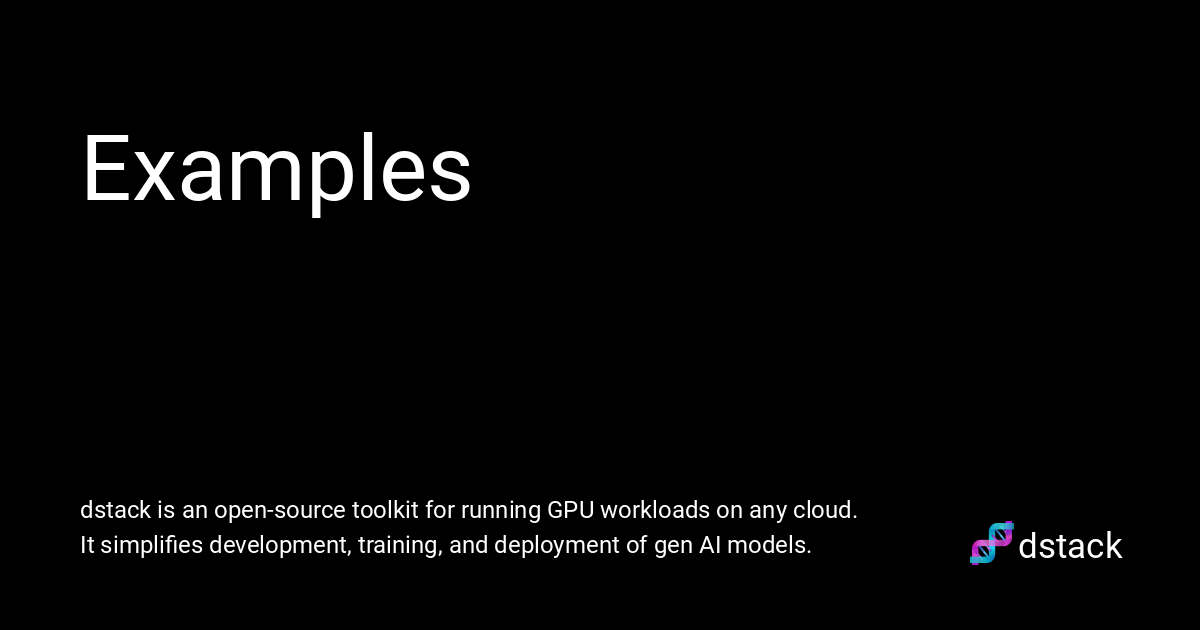 Examples
dstack is an open-source toolkit for running GPU workloads on any cloud.
It simplifies development, training, and deployment of gen AI models.
dstack